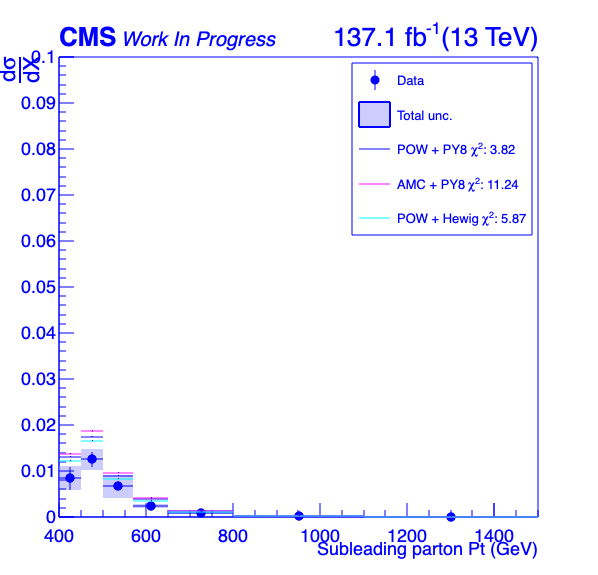 CMS Work In Progress 137.1 fb⁻¹(13 TeV)
dσ
dX
0.1
0.09
0.08
0.07
0.06
0.05
0.04
0.03
0.02
0.01
0
Data
Total unc.
POW + PY8 χ²: 3.82
AMC + PY8 χ²: 11.24
POW + Hewig χ²: 5.87
400 600 800 1000 1200 1400
Subleading parton Pt (GeV)